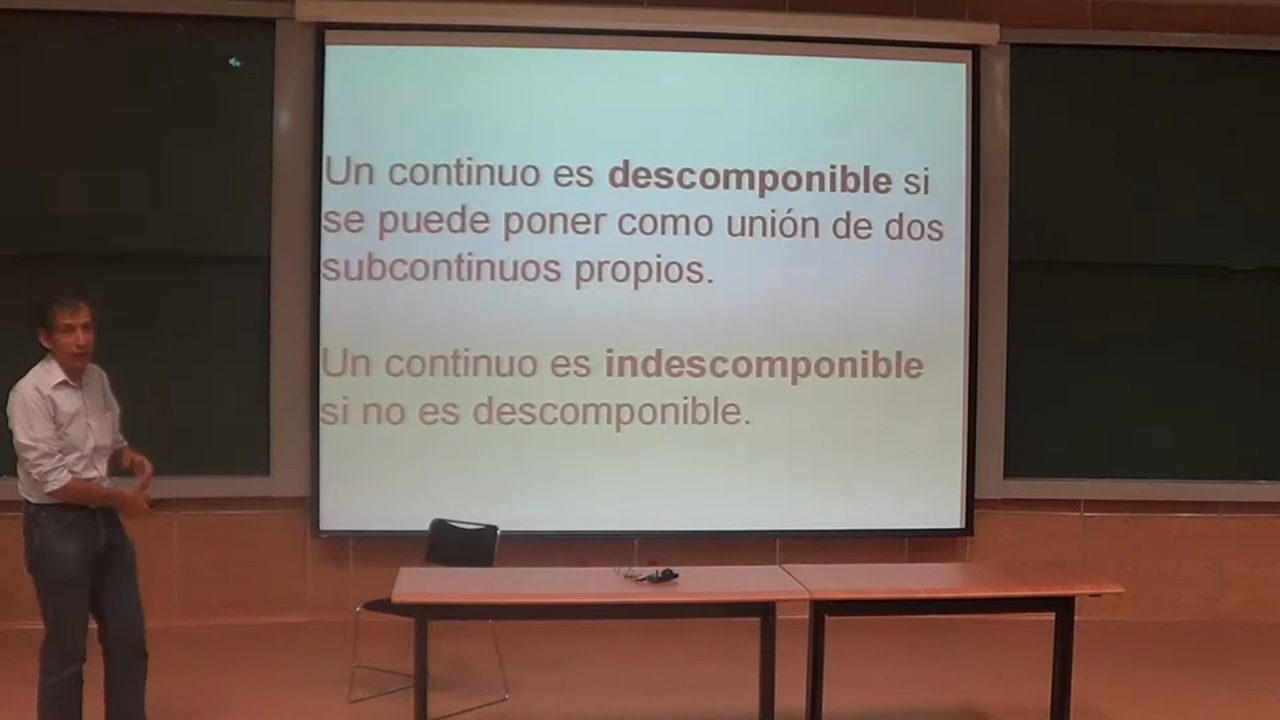 Un continuo es descomponible si
se puede poner como unión de dos
subcontinuos propios.
Un continuo es indescomponible
si no es descomponible.